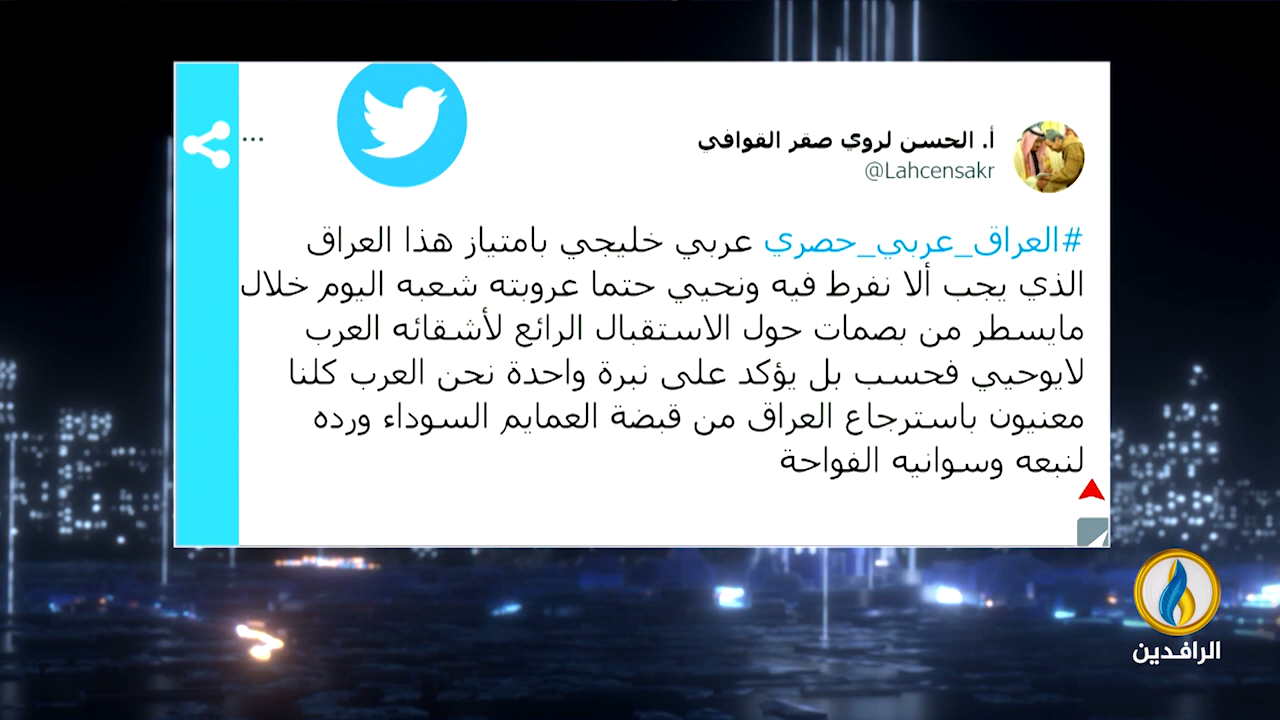 أ. الحسن لروي صقر القوافي
@Lahcensakr
#العراق_عربي_حصري عربي خليجي بامتياز هذا العراق
الذي يجب ألا نفرط فيه ونحيي حتما عروبته شعبه اليوم خلال
مايسطر من بصمات حول الاستقبال الرائع لأشقائه العرب
لايوحيي فحسب بل يؤكد على نبرة واحدة نحن العرب كلنا
معنيون باسترجاع العراق من قبضة العمايم السوداء ورده
لنبعه وسوانيه الفواحة
الرافدين